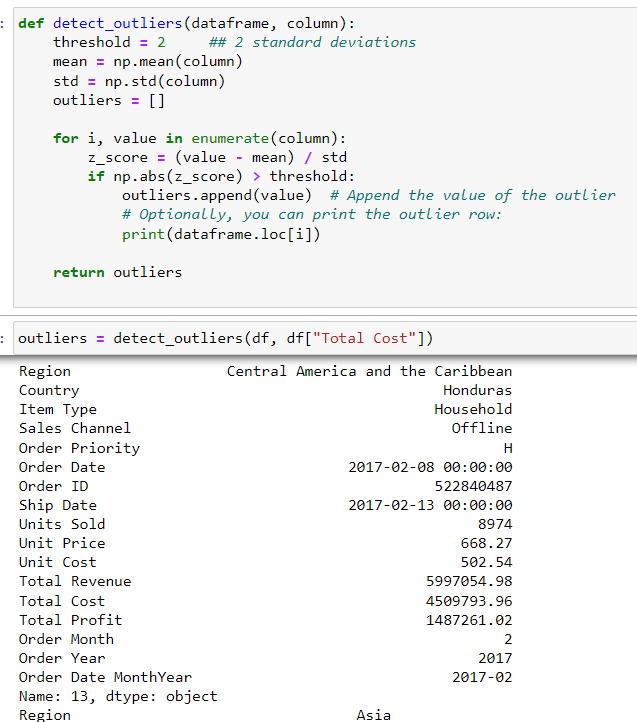 : def detect_outliers(dataframe, column):
    threshold = 2     ## 2 standard deviations
    mean = np.mean(column)
    std = np.std(column)
    outliers = []

    for i, value in enumerate(column):
        z_score = (value - mean) / std
        if np.abs(z_score) > threshold:
            outliers.append(value)  # Append the value of the outlier
            # Optionally, you can print the outlier row:
            print(dataframe.loc[i])

    return outliers

: outliers = detect_outliers(df, df["Total Cost"])
Region                  Central America and the Caribbean
Country                                          Honduras
Item Type                                       Household
Sales Channel                                     Offline
Order Priority                                          H
Order Date                            2017-02-08 00:00:00
Order ID                                        522840487
Ship Date                             2017-02-13 00:00:00
Units Sold                                           8974
Unit Price                                         668.27
Unit Cost                                          502.54
Total Revenue                                  5997054.98
Total Cost                                     4509793.96
Total Profit                                   1487261.02
Order Month                                             2
Order Year                                           2017
Order Date MonthYear                              2017-02
Name: 13, dtype: object
Region                                 Asia